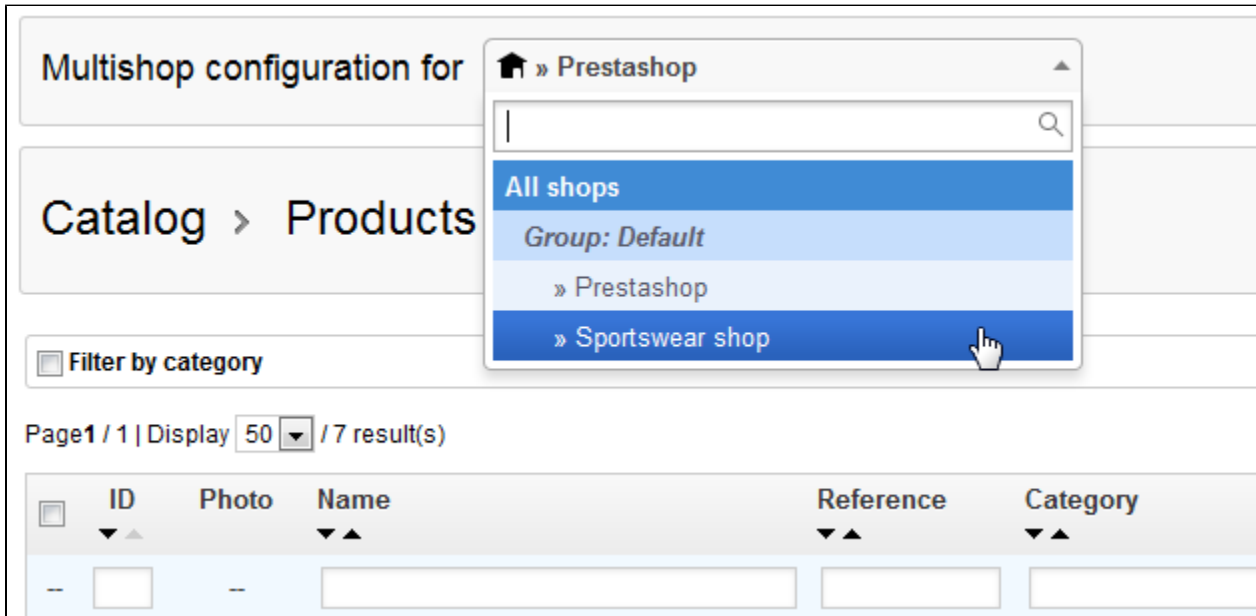 Multishop configuration for » Prestashop
All shops
Catalog > Products
Group: Default
» Prestashop
» Sportswear shop
Filter by category
Page1 / 1 | Display 50 / 7 result(s)
ID Photo Name Reference Category
-- --